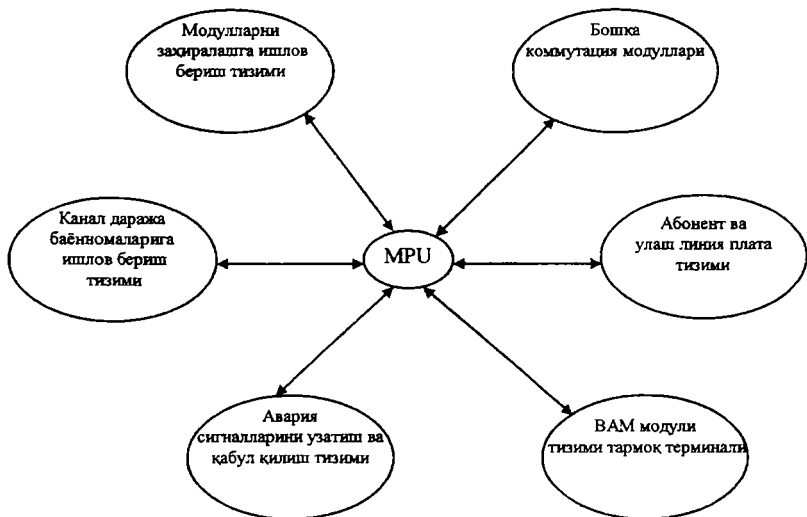 Модулларни
захиралашга ишлов
бериш тизими
Бошка
коммутация модуллари
Канал даража
баённомаларига
ишлов бериш
тизими
MPU
Абонент ва
улаш линия плата
тизими
Авария
сигналларини узатиш ва
қабул қилиш тизими
BAM модули
тизими тармоқ терминали